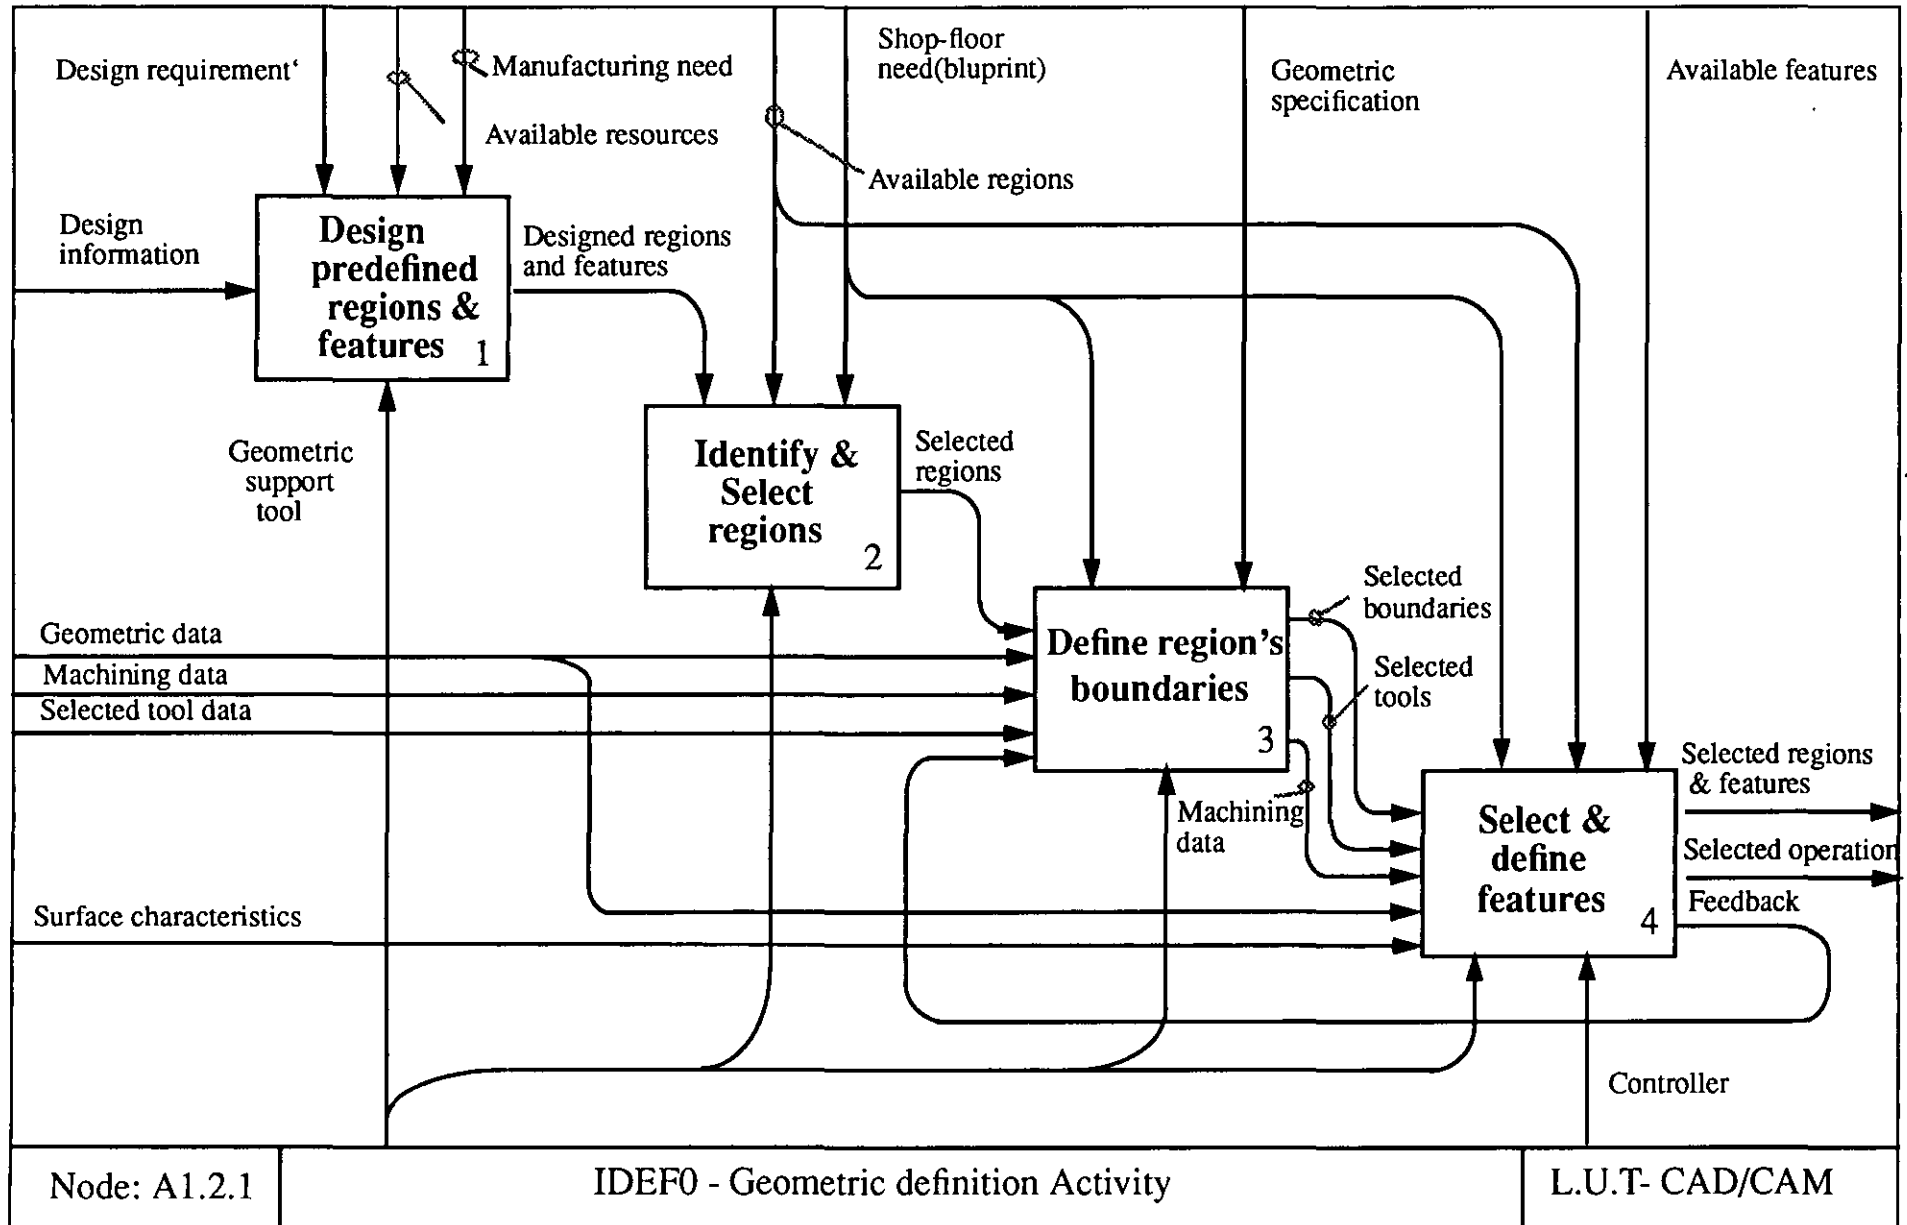 Design requirement‘
Manufacturing need
Available resources
Shop-floor
need(bluprint)
Available regions
Geometric
specification
Available features
Design
information
Design
predefined
regions &
features
1
Designed regions
and features
Geometric
support
tool
Identify &
Select
regions
2
Selected
regions
Geometric data
Machining data
Selected tool data
Define region’s
boundaries
3
Selected
boundaries
Selected
tools
Machining
data
Select &
define
features
4
Selected regions
& features
Selected operation
Feedback
Surface characteristics
Controller
Node: A1.2.1
IDEF0 - Geometric definition Activity
L.U.T- CAD/CAM